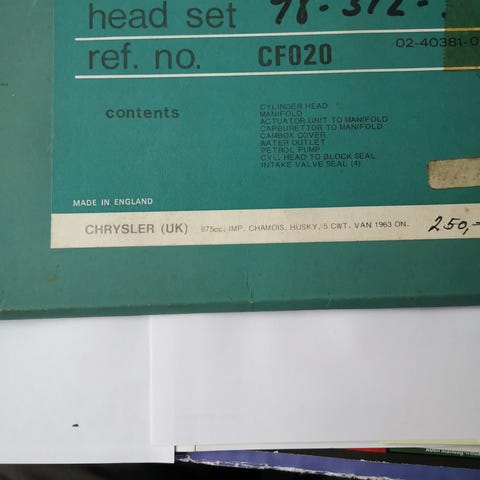 head set 98-372-
ref. no. CF020
02-40381-0
contents
CYLINDER HEAD
MANIFOLD
ACTUATOR UNIT TO MANIFOLD
CARBURETTOR TO MANIFOLD
CAMBOX COVER
WATER OUTLET
PETROL PUMP
CYL. HEAD TO BLOCK SEAL
INTAKE VALVE SEAL (4)
MADE IN ENGLAND
CHRYSLER (UK) 875cc. IMP. CHAMOIS. HUSKY, 5 CWT. VAN 1963 ON. 250,-